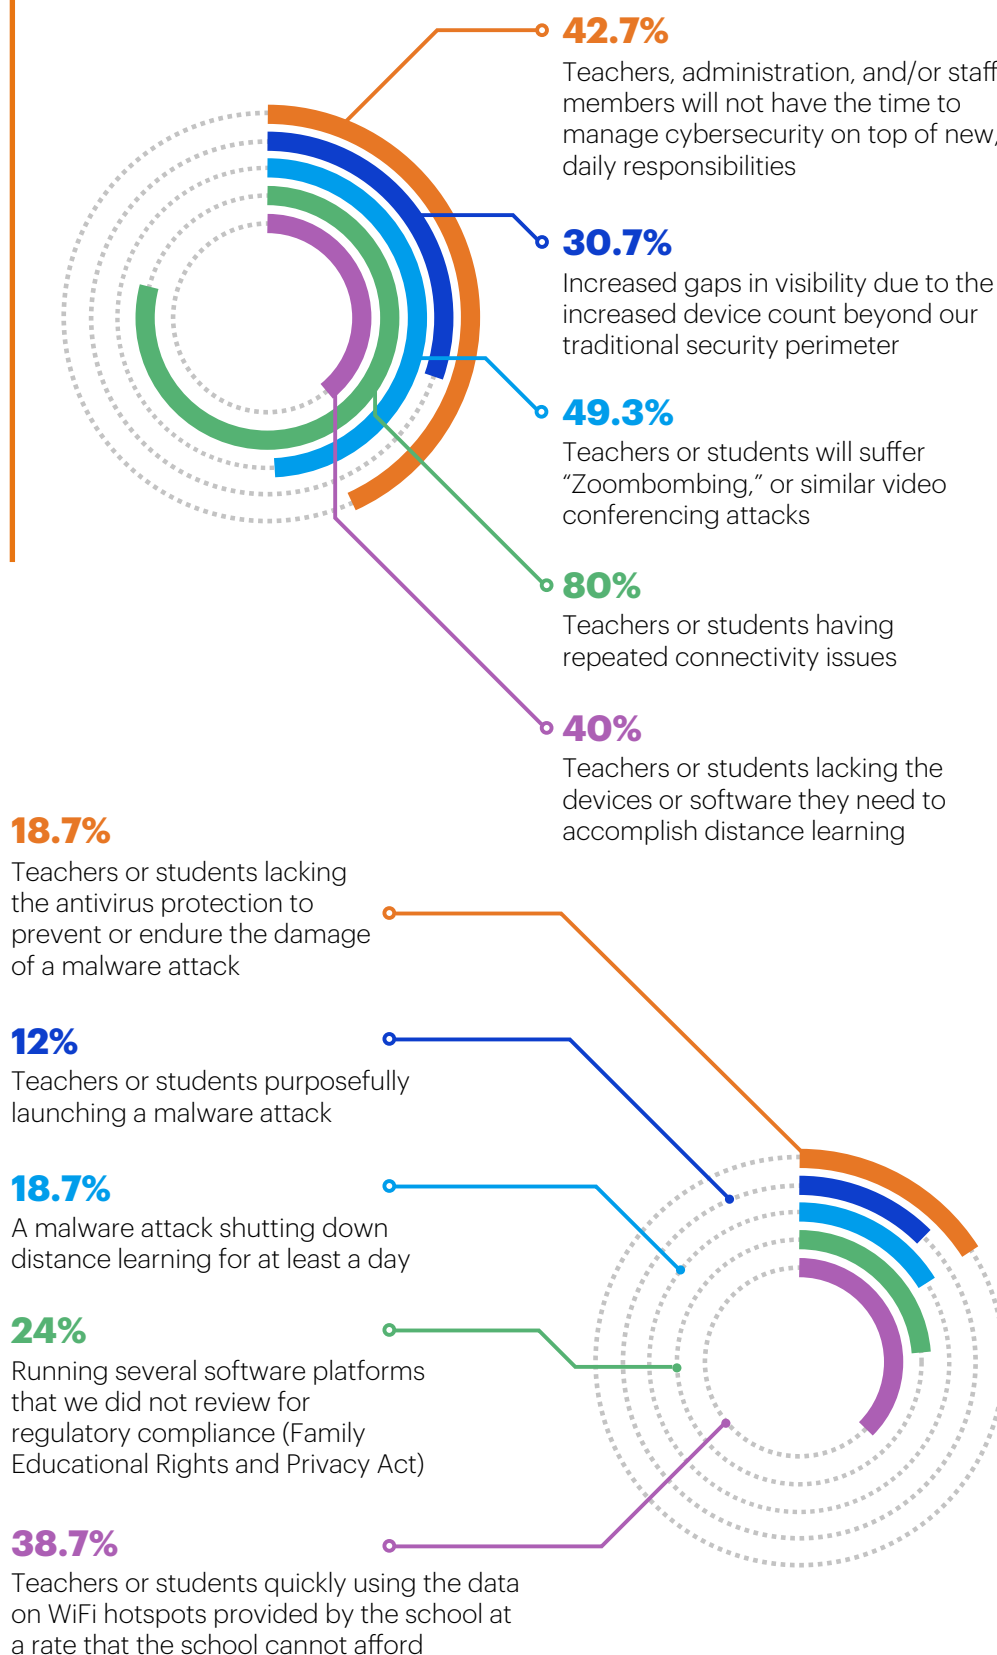 42.7%
Teachers, administration, and/or staff
members will not have the time to
manage cybersecurity on top of new,
daily responsibilities
30.7%
Increased gaps in visibility due to the
increased device count beyond our
traditional security perimeter
49.3%
Teachers or students will suffer
“Zoombombing,” or similar video
conferencing attacks
80%
Teachers or students having
repeated connectivity issues
40%
Teachers or students lacking the
devices or software they need to
accomplish distance learning
18.7%
Teachers or students lacking
the antivirus protection to
prevent or endure the damage
of a malware attack
12%
Teachers or students purposefully
launching a malware attack
18.7%
A malware attack shutting down
distance learning for at least a day
24%
Running several software platforms
that we did not review for
regulatory compliance (Family
Educational Rights and Privacy Act)
38.7%
Teachers or students quickly using the data
on WiFi hotspots provided by the school at
a rate that the school cannot afford